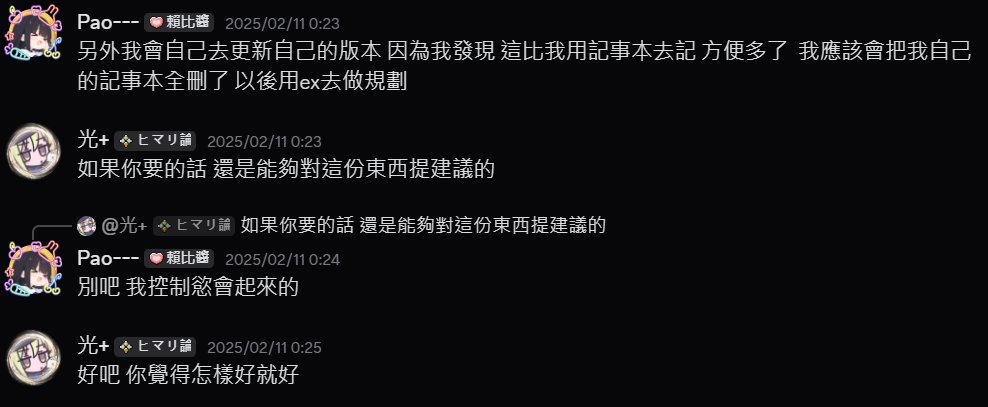 Pao--- 賴比醬 2025/02/11 0:23
另外我會自己去更新自己的版本 因為我發現 這比我用記事本去記 方便多了 我應該會把我自己
的記事本全刪了 以後用ex去做規劃
光+ ヒマリ論 2025/02/11 0:23
如果你要的話 還是能夠對這份東西提建議的
@光+ ヒマリ論 如果你要的話 還是能夠對這份東西提建議的
Pao--- 賴比醬 2025/02/11 0:24
別吧 我控制慾會起來的
光+ ヒマリ論 2025/02/11 0:25
好吧 你覺得怎樣好就好